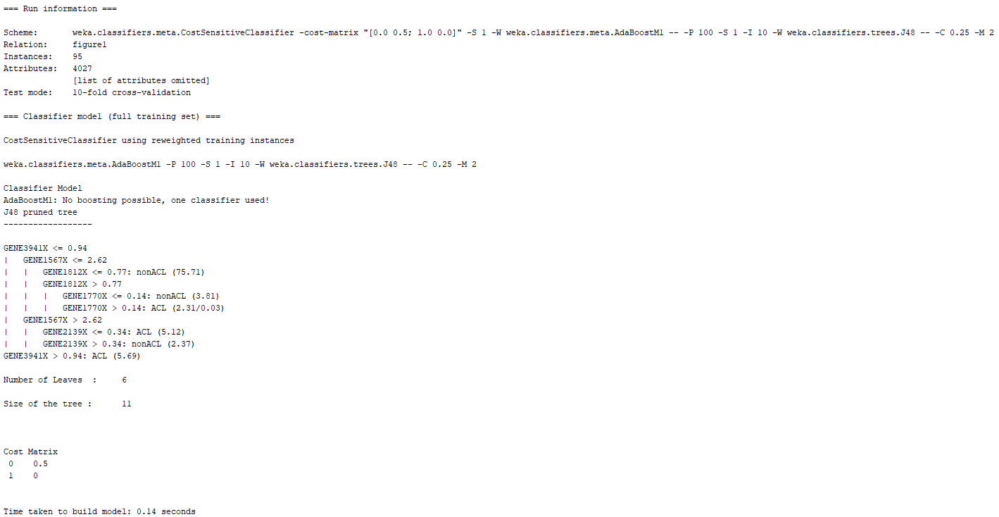 === Run information ===
Scheme: weka.classifiers.meta.CostSensitiveClassifier -cost-matrix "[0.0 0.5; 1.0 0.0]" -S 1 -W weka.classifiers.meta.AdaBoostM1 -- -P 100 -S 1 -I 10 -W weka.classifiers.trees.J48 -- -C 0.25 -M 2
Relation: figure1
Instances: 95
Attributes: 4027
[list of attributes omitted]
Test mode: 10-fold cross-validation
=== Classifier model (full training set) ===
CostSensitiveClassifier using reweighted training instances
weka.classifiers.meta.AdaBoostM1 -P 100 -S 1 -I 10 -W weka.classifiers.trees.J48 -- -C 0.25 -M 2
Classifier Model
AdaBoostM1: No boosting possible, one classifier used!
J48 pruned tree
------------------
GENE3941X <= 0.94
|   GENE1567X <= 2.62
|   |   GENE1812X <= 0.77: nonACL (75.71)
|   |   GENE1812X > 0.77
|   |   |   GENE1770X <= 0.14: nonACL (3.81)
|   |   |   GENE1770X > 0.14: ACL (2.31/0.03)
|   GENE1567X > 2.62
|   |   GENE2139X <= 0.34: ACL (5.12)
|   |   GENE2139X > 0.34: nonACL (2.37)
GENE3941X > 0.94: ACL (5.69)
Number of Leaves  : 6
Size of the tree : 11
Cost Matrix
0 0.5
1 0
Time taken to build model: 0.14 seconds